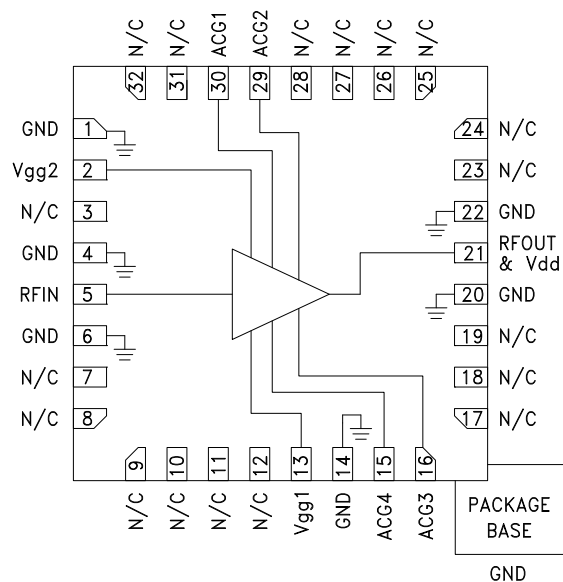 N/C N/C ACG1 ACG2 N/C N/C N/C N/C
32 31 30 29 28 27 26 25
GND 1
Vgg2 2
N/C 3
GND 4
RFIN 5
GND 6
N/C 7
N/C 8
24 N/C
23 N/C
22 GND
21 RFOUT
& Vdd
20 GND
19 N/C
18 N/C
17 N/C
9 10 11 12 13 14 15 16
N/C N/C N/C N/C Vgg1 GND ACG4 ACG3
PACKAGE
BASE
GND